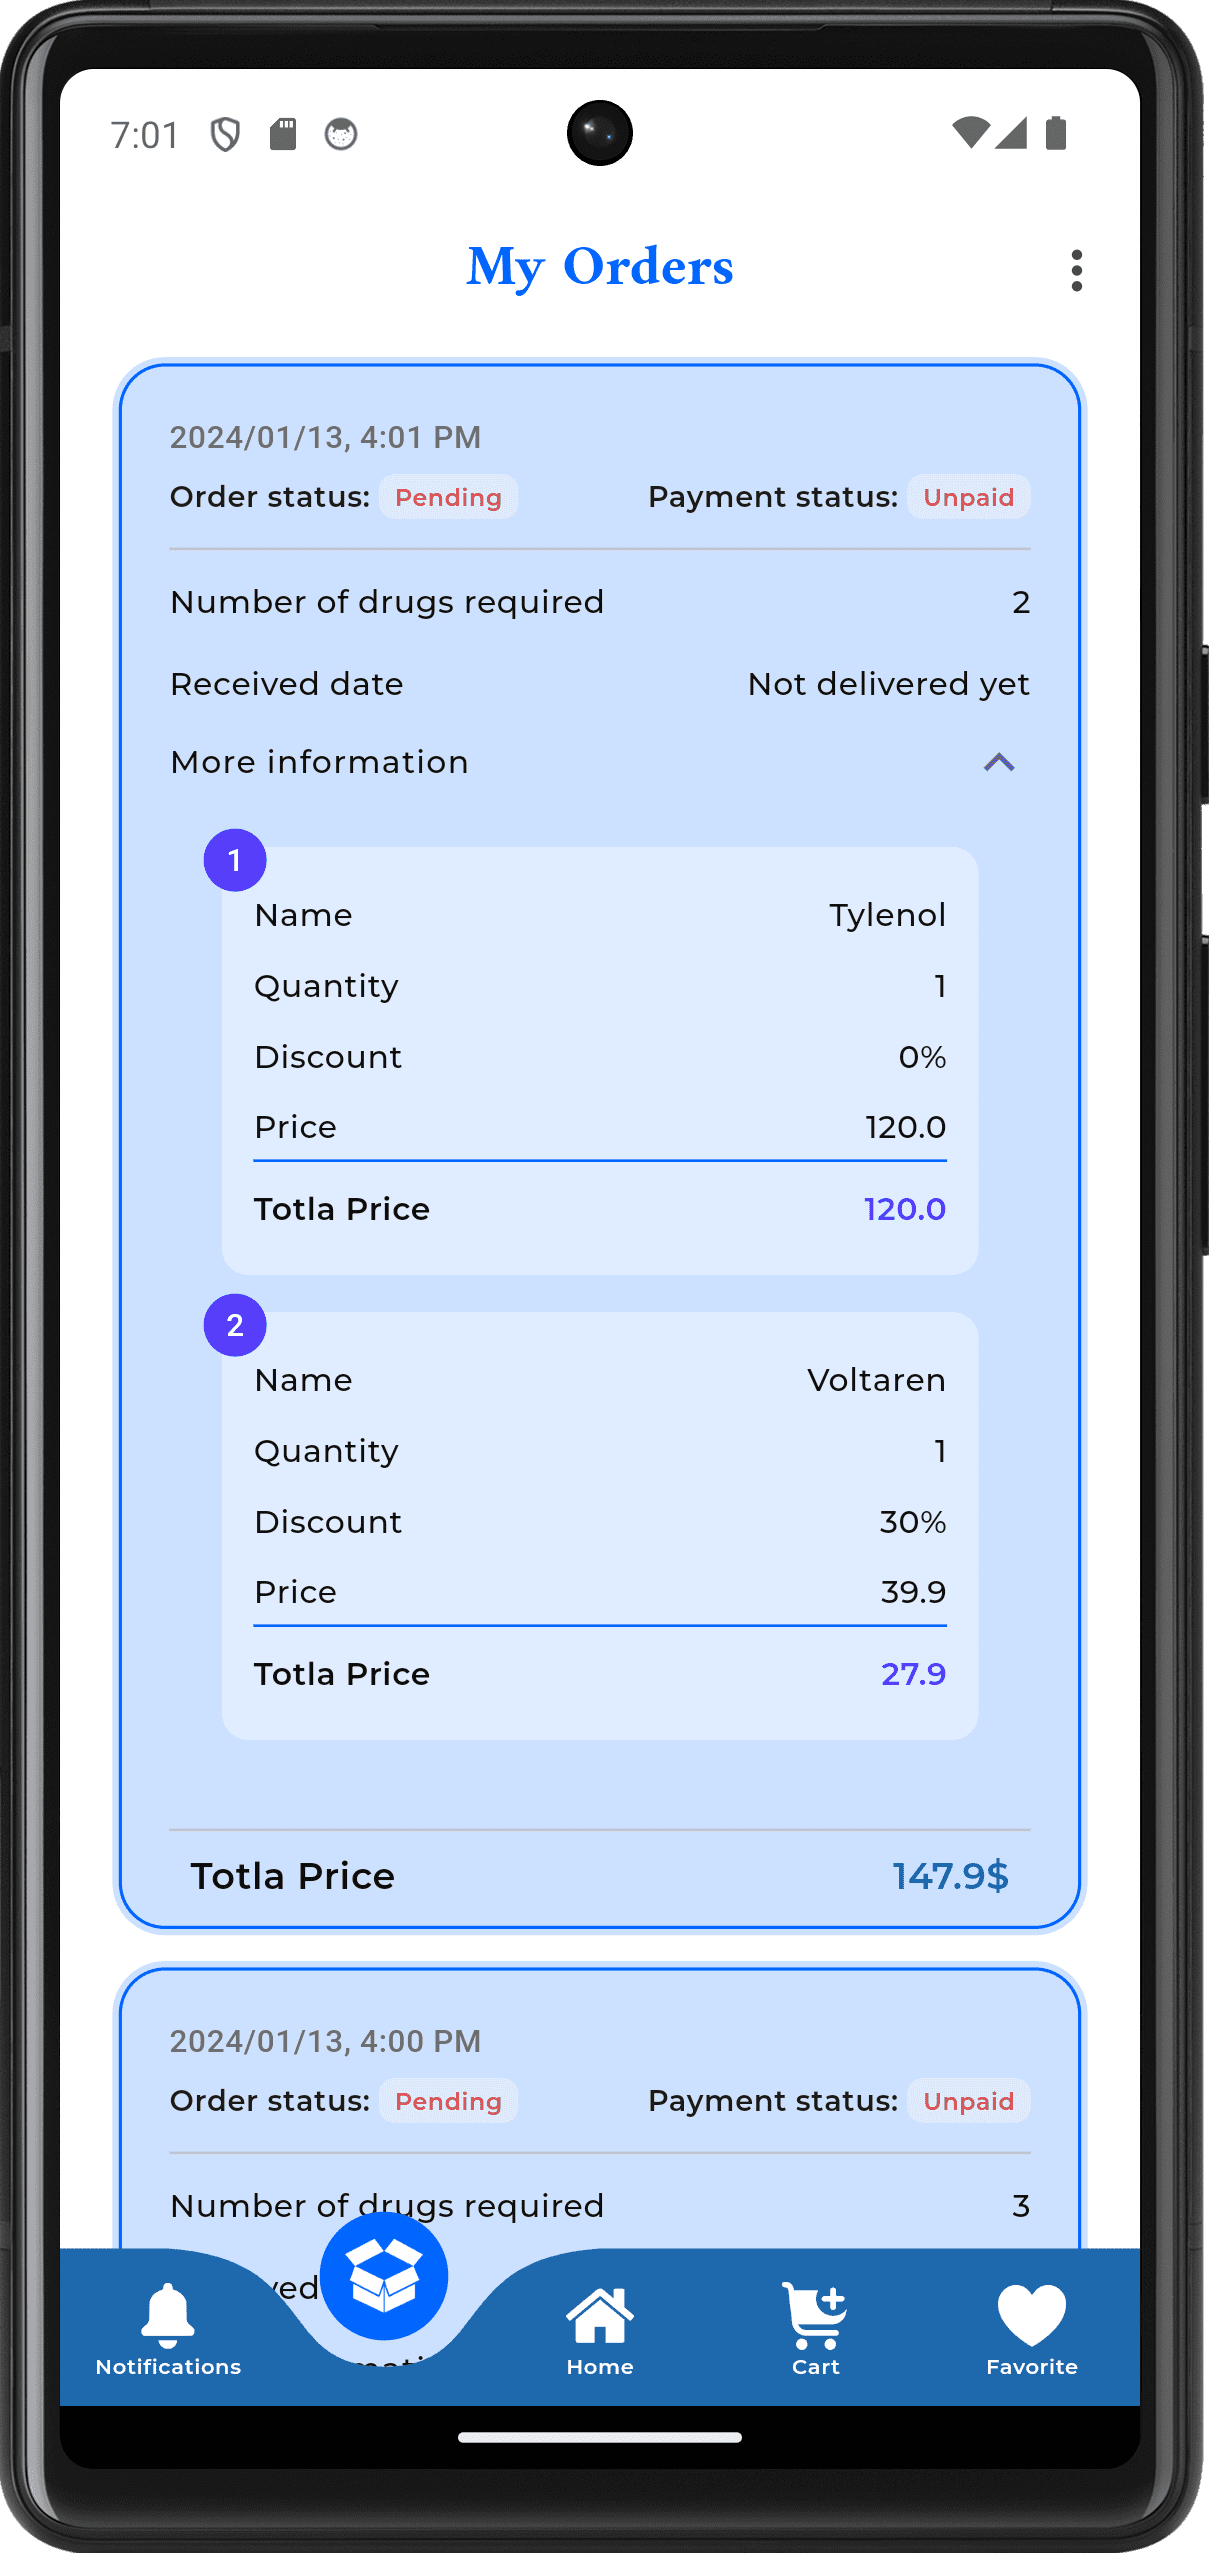 7:01
My Orders
2024/01/13, 4:01 PM
Order status: Pending Payment status: Unpaid
Number of drugs required 2
Received date Not delivered yet
More information
1
Name Tylenol
Quantity 1
Discount 0%
Price 120.0
Totla Price 120.0
2
Name Voltaren
Quantity 1
Discount 30%
Price 39.9
Totla Price 27.9
Totla Price 147.9$
2024/01/13, 4:00 PM
Order status: Pending Payment status: Unpaid
Number of drugs required 3
Notifications Home Cart Favorite